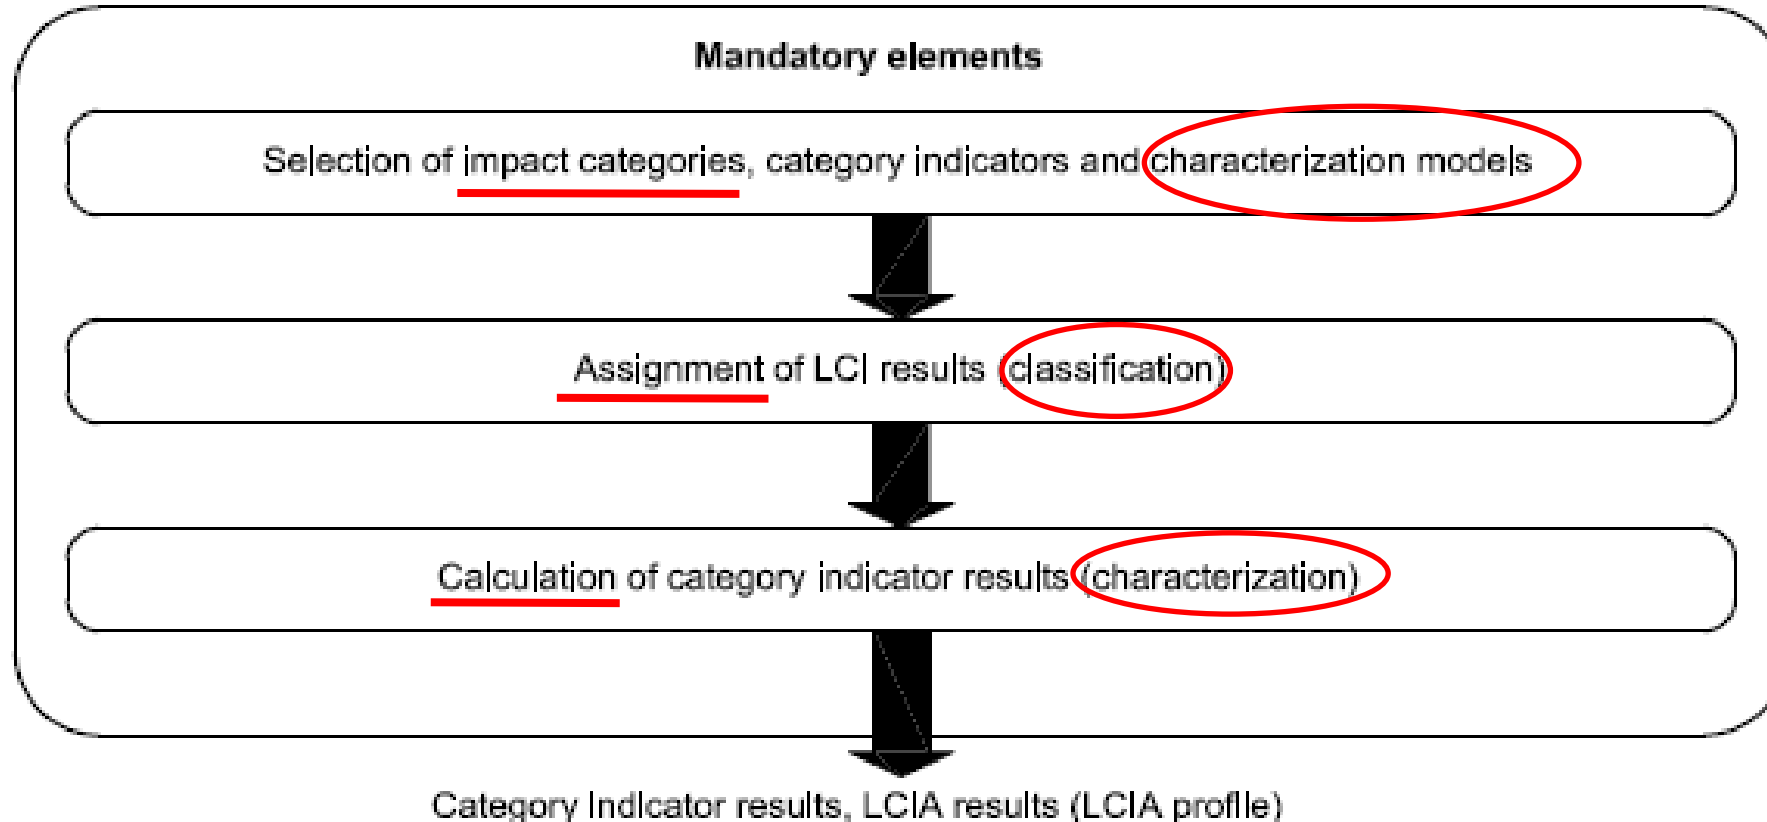 Mandatory elements
Selection of impact categories, category indicators and characterization models
Assignment of LCI results (classification)
Calculation of category indicator results (characterization)
Category indicator results, LCIA results (LCIA profile)